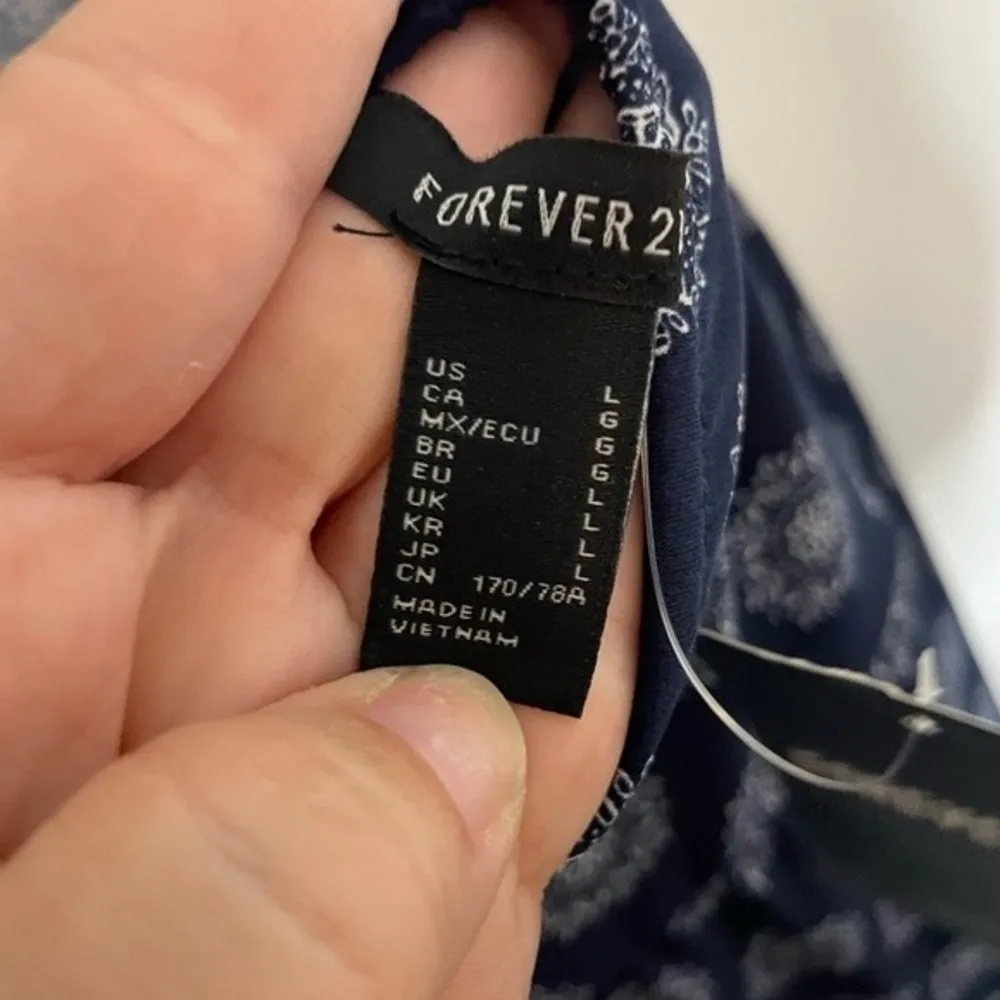 FOREVER 21
US L
CA G
MX/ECU G
BR G
EU L
UK L
KR L
JP L
CN 170/78A
MADE IN
VIETNAM